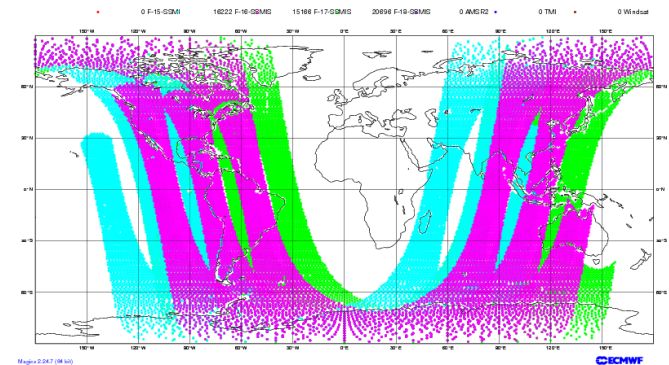 0 F-15-SSMI 16222 F-16-SSMIS 15166 F-17-SSMIS 20696 F-18-SSMIS 0 AMSR2 0 TMI 0 Windsat
60°N
30°N
0°N
30°S
60°S
150°W 120°W 90°W 60°W 30°W 0°E 30°E 60°E 90°E 120°E 150°E
Magics 2.24.7 (64 bit)
ECMWF